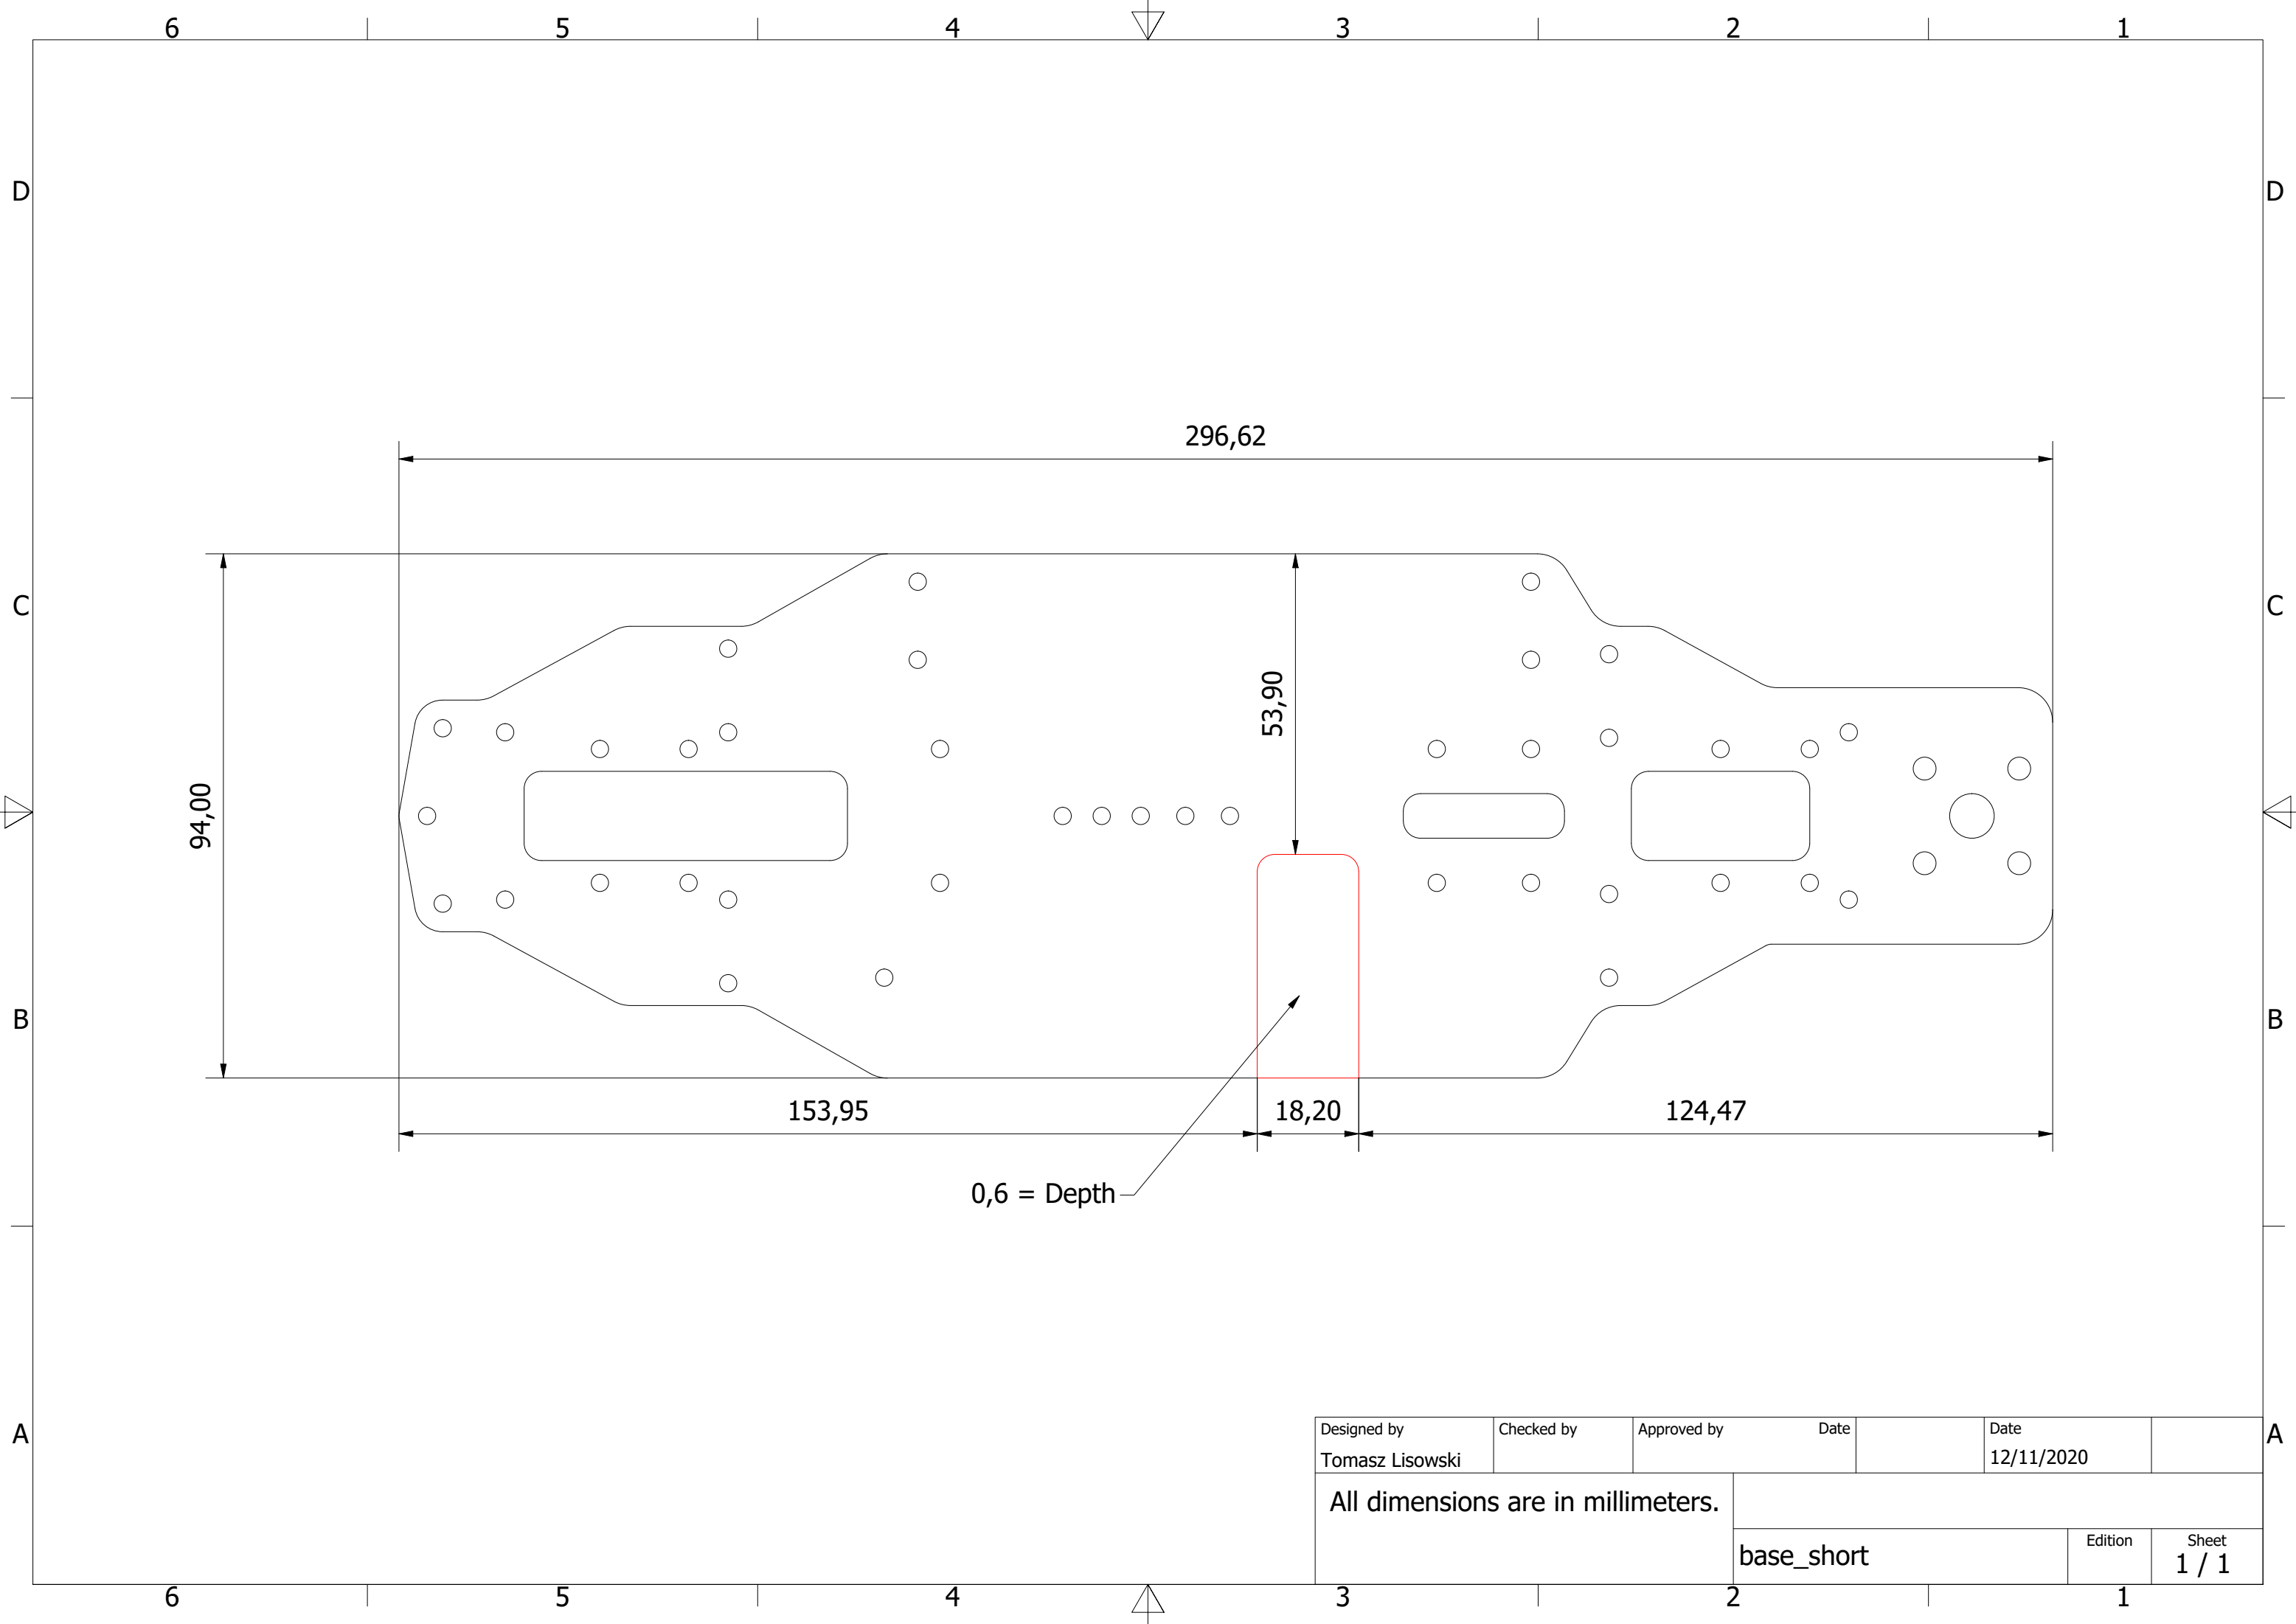 6 5 4 3 2 1
D D
296,62
C C
53,90
94,00
B B
153,95 18,20 124,47
0,6 = Depth
A A
Designed by Checked by Approved by Date Date
Tomasz Lisowski 12/11/2020
All dimensions are in millimeters.
Edition Sheet
base_short 1 / 1
6 5 4 3 2 1